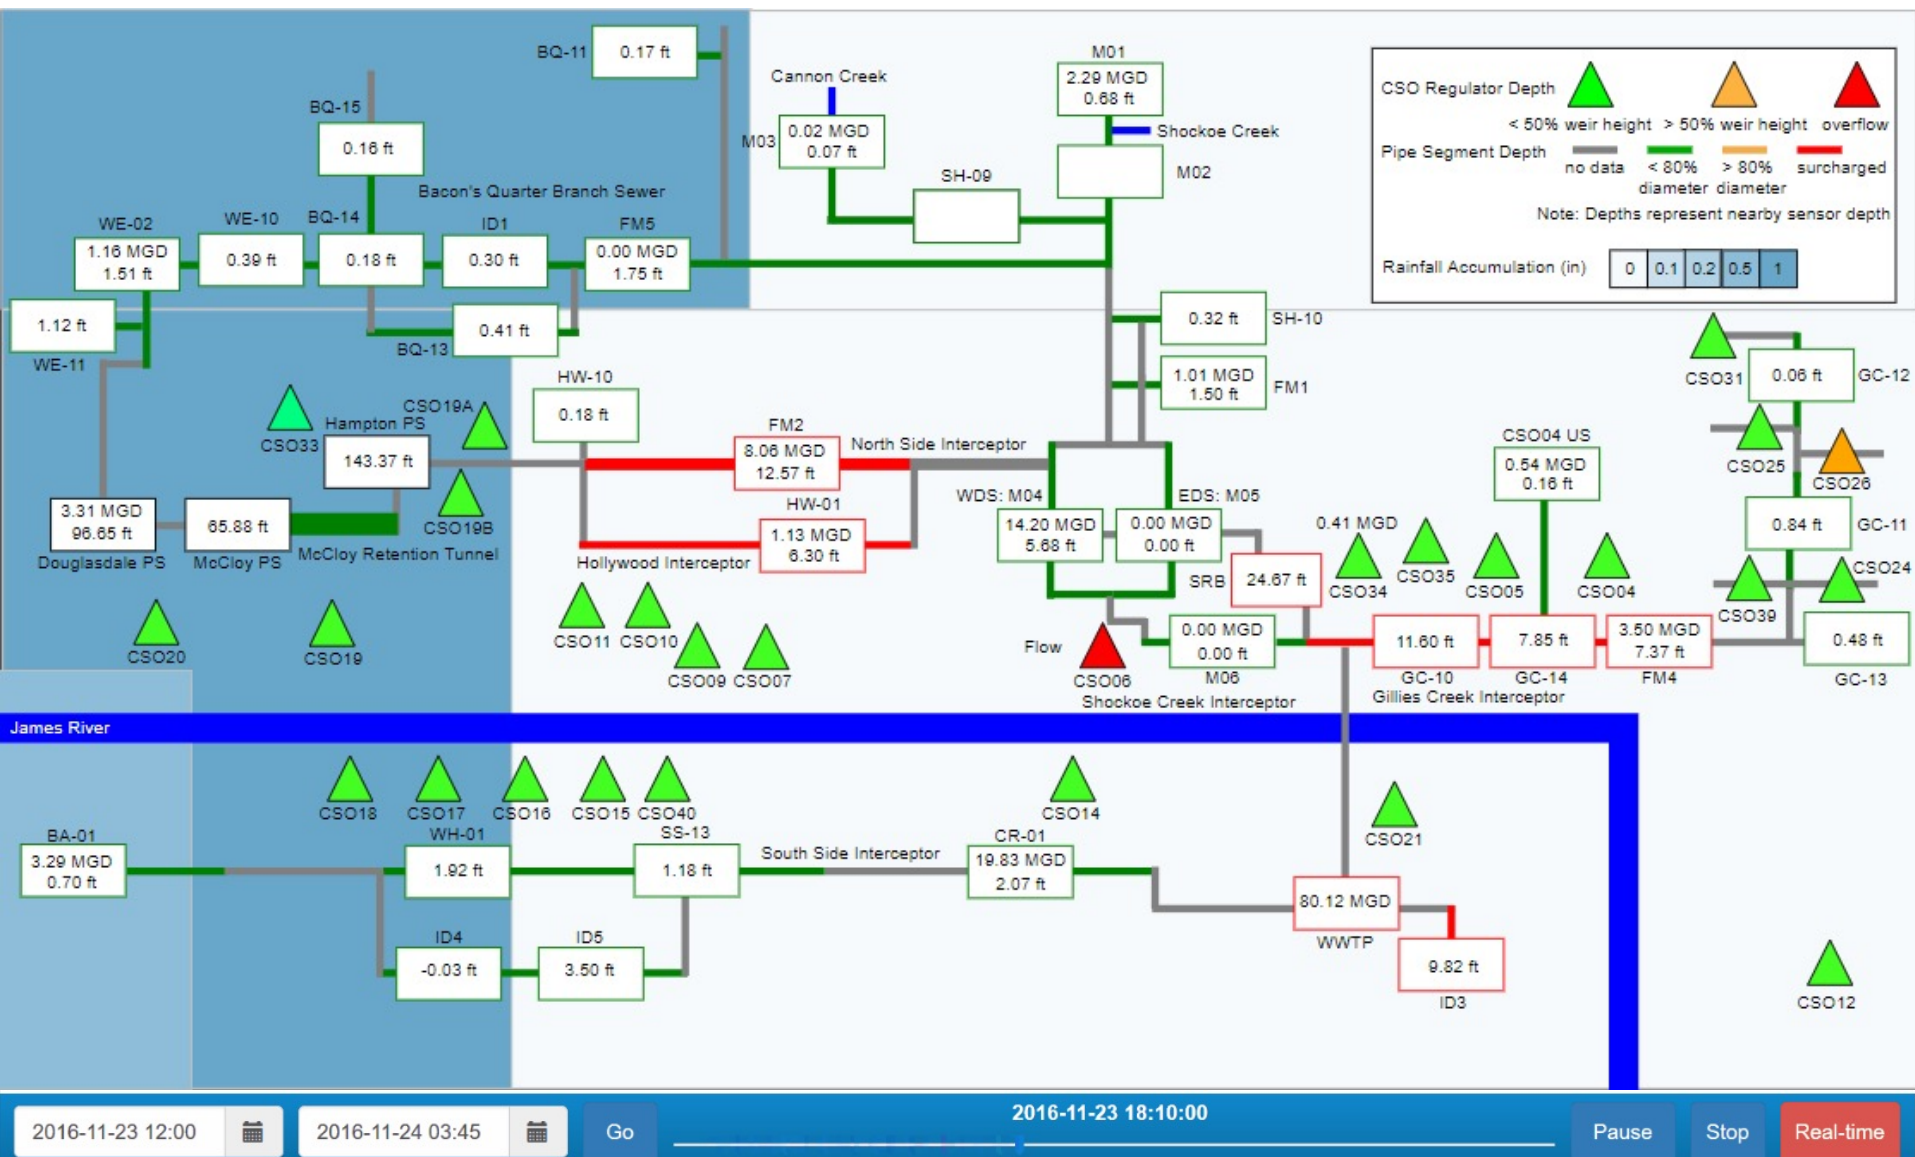 BQ-11
0.17 ft
BQ-15
0.16 ft
Bacon's Quarter Branch Sewer
WE-02
1.16 MGD
1.51 ft
WE-10
0.39 ft
BQ-14
0.18 ft
ID1
0.30 ft
FM5
0.00 MGD
1.75 ft
1.12 ft
WE-11
BQ-13
0.41 ft
Cannon Creek
M03
0.02 MGD
0.07 ft
SH-09
M01
2.29 MGD
0.68 ft
Shockoe Creek
M02
CSO Regulator Depth
< 50% weir height
> 50% weir height
overflow
Pipe Segment Depth
no data
< 80%
diameter
> 80%
diameter
surcharged
Note: Depths represent nearby sensor depth
Rainfall Accumulation (in)
0
0.1
0.2
0.5
1
0.32 ft
SH-10
1.01 MGD
1.50 ft
FM1
CSO31
0.06 ft
GC-12
CSO25
CSO26
0.84 ft
GC-11
CSO39
CSO24
0.48 ft
GC-13
CSO33
CSO19A
Hampton PS
143.37 ft
CSO19B
3.31 MGD
96.65 ft
Douglasdale PS
65.88 ft
McCloy PS
McCloy Retention Tunnel
HW-10
0.18 ft
FM2
8.06 MGD
12.57 ft
North Side Interceptor
HW-01
1.13 MGD
6.30 ft
Hollywood Interceptor
WDS: M04
14.20 MGD
5.68 ft
EDS: M05
0.00 MGD
0.00 ft
SRB
24.67 ft
0.41 MGD
CSO34
CSO35
CSO05
CSO04 US
0.54 MGD
0.16 ft
CSO04
CSO20
CSO19
CSO11
CSO10
CSO09
CSO07
Flow
CSO06
0.00 MGD
0.00 ft
M06
Shockoe Creek Interceptor
11.60 ft
GC-10
7.85 ft
GC-14
3.50 MGD
7.37 ft
FM4
Gillies Creek Interceptor
James River
CSO18
CSO17
CSO16
CSO15
CSO40
CSO14
CSO21
BA-01
3.29 MGD
0.70 ft
WH-01
1.92 ft
SS-13
1.18 ft
South Side Interceptor
CR-01
19.83 MGD
2.07 ft
80.12 MGD
WWTP
ID4
-0.03 ft
ID5
3.50 ft
9.82 ft
ID3
CSO12
2016-11-23 12:00
2016-11-24 03:45
Go
2016-11-23 18:10:00
Pause
Stop
Real-time